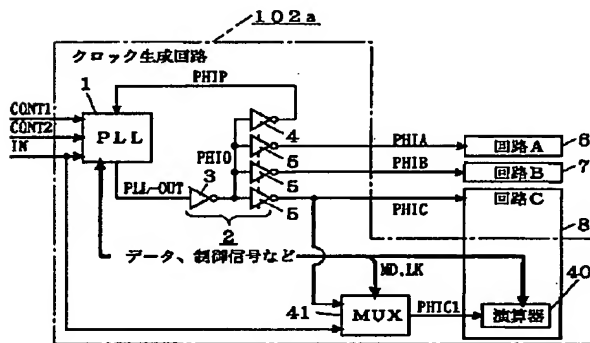 102a
クロック生成回路
1
PHIP
CONT1
CONT2
IN
PLL
4
PHI0
PHIA
回路A
6
5
PHIB
回路B
7
3
5
PLL-OUT
PHIC
回路C
5
2
8
データ、制御信号など
MD.LK
40
41
MUX
PHIC1
演算器